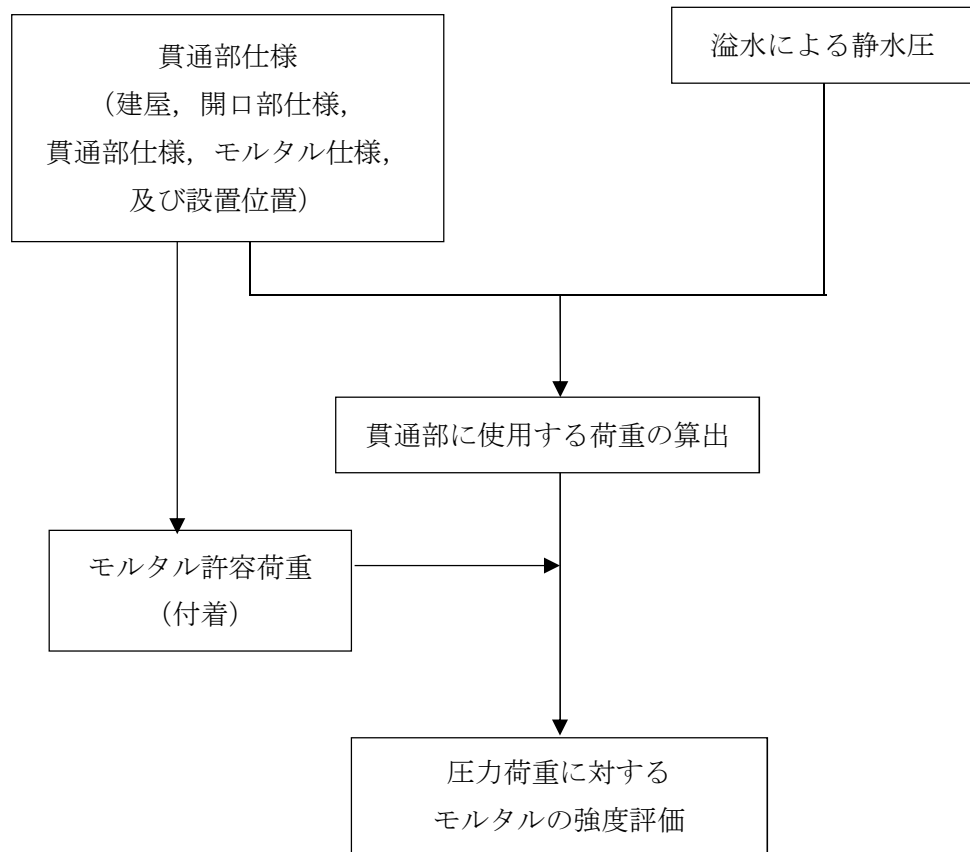 貫通部仕様
（建屋，開口部仕様，
貫通部仕様，モルタル仕様，
及び設置位置）
溢水による静水圧
貫通部に使用する荷重の算出
モルタル許容荷重
（付着）
圧力荷重に対する
モルタルの強度評価